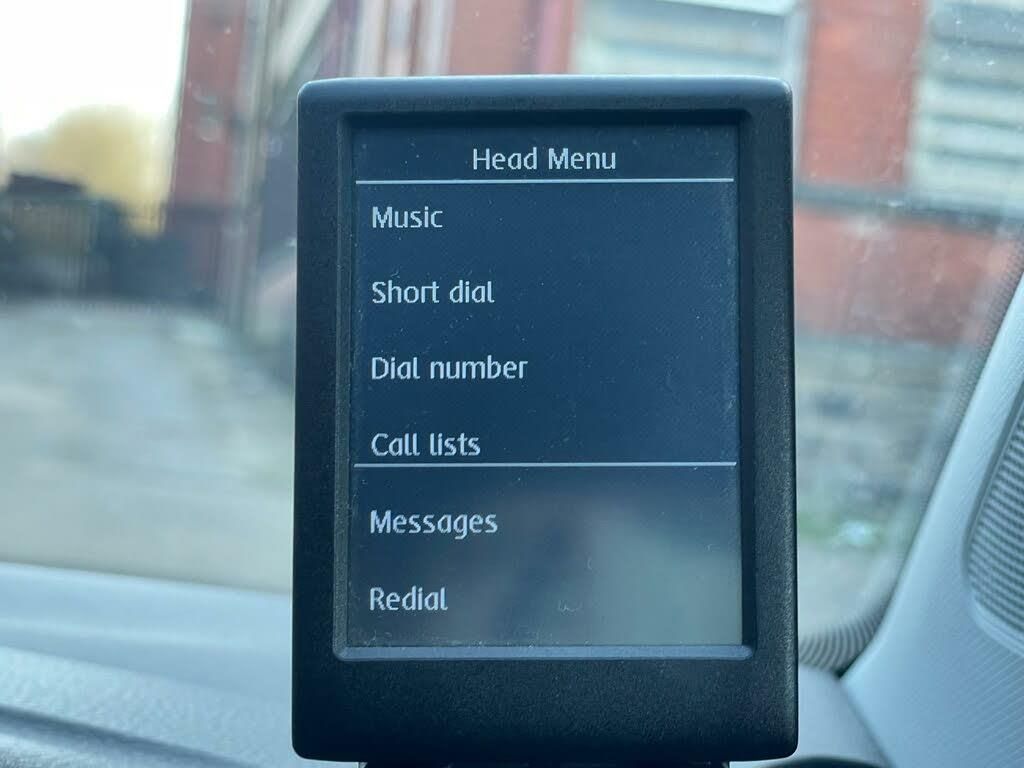 Head Menu
Music
Short dial
Dial number
Call lists
Messages
Redial